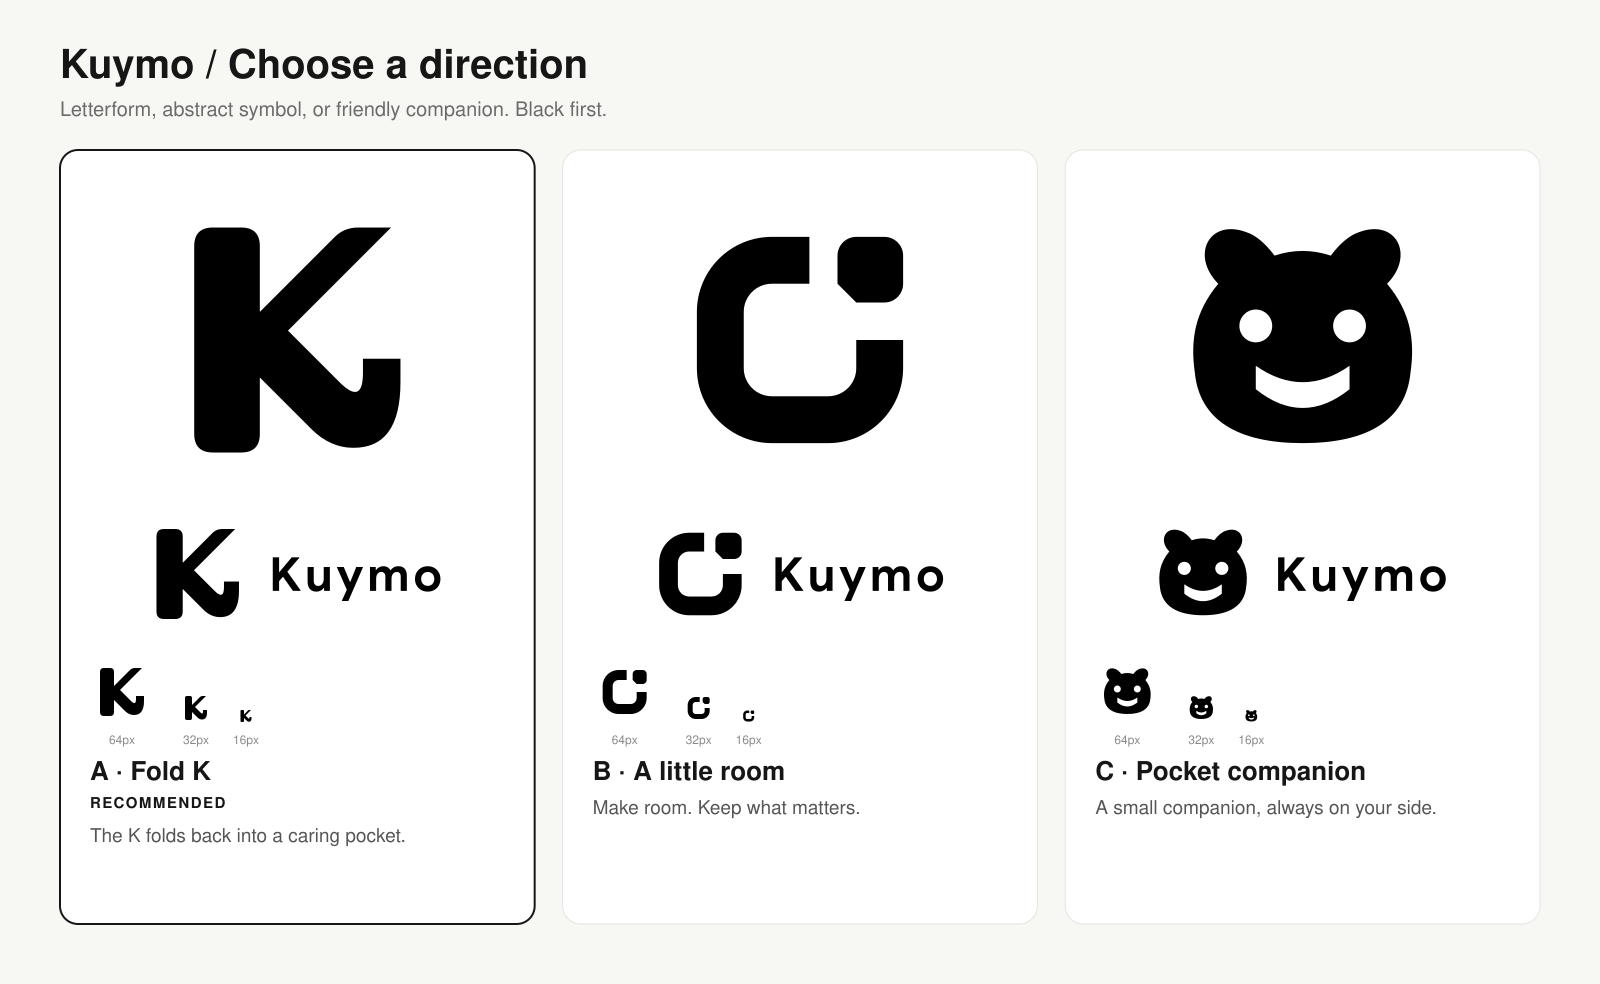 Kuymo / Choose a direction
Letterform, abstract symbol, or friendly companion. Black first.
K
K Kuymo
K K K
64px 32px 16px
A · Fold K
RECOMMENDED
The K folds back into a caring pocket.
Kuymo
64px 32px 16px
B · A little room
Make room. Keep what matters.
Kuymo
64px 32px 16px
C · Pocket companion
A small companion, always on your side.